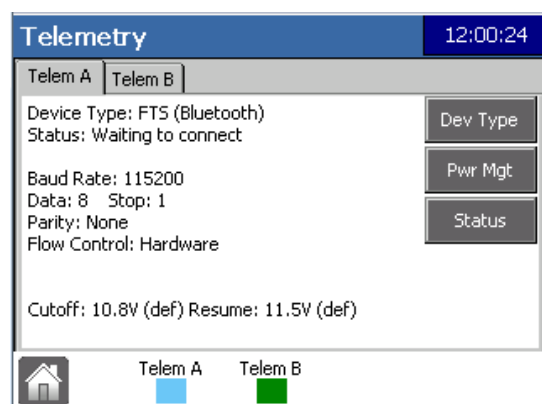 Telemetry 12:00:24
Telem A Telem B
Device Type: FTS (Bluetooth)
Status: Waiting to connect
Dev Type
Baud Rate: 115200
Pwr Mgt
Data: 8 Stop: 1
Parity: None
Status
Flow Control: Hardware
Cutoff: 10.8V (def) Resume: 11.5V (def)
Telem A Telem B